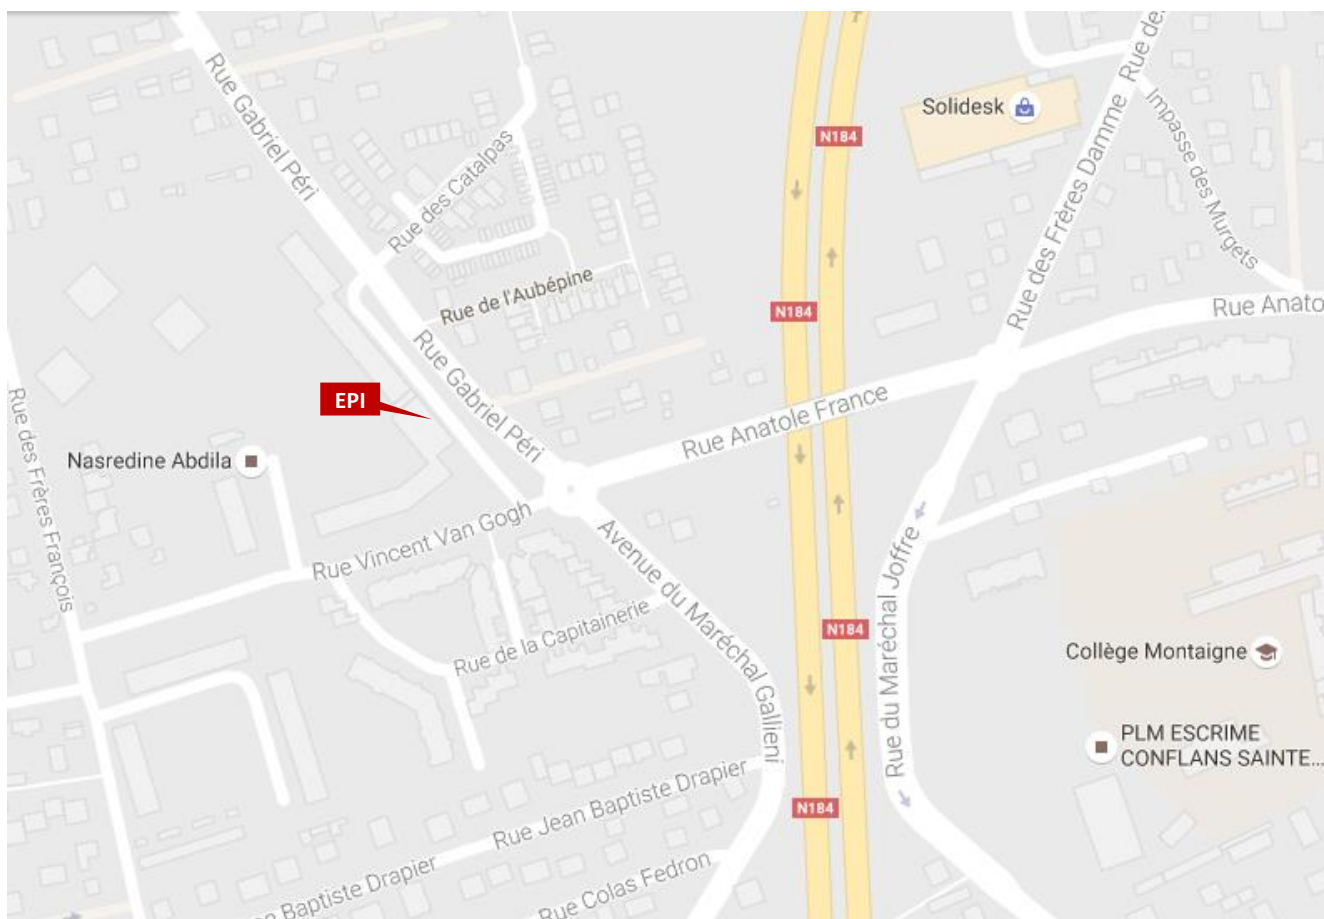 Rue des
Solidesk
Rue Gabriel Péri
N184
Rue des Frères Damme
Impasse des Murgets
Rue des Catalpas
Rue de l'Aubépine
N184
Rue Anato
Rue Gabriel Péri
EPI
Rue des Frères François
Rue Anatole France
Nasredine Abdila
Rue Vincent Van Gogh
Avenue du Maréchal Gallieni
Rue du Maréchal Joffre
N184
Rue de la Capitainerie
Collège Montaigne
PLM ESCRIME
CONFLANS SAINTE...
Rue Jean Baptiste Drapier
N184
an Baptiste Drapier
Rue Colas Fedron